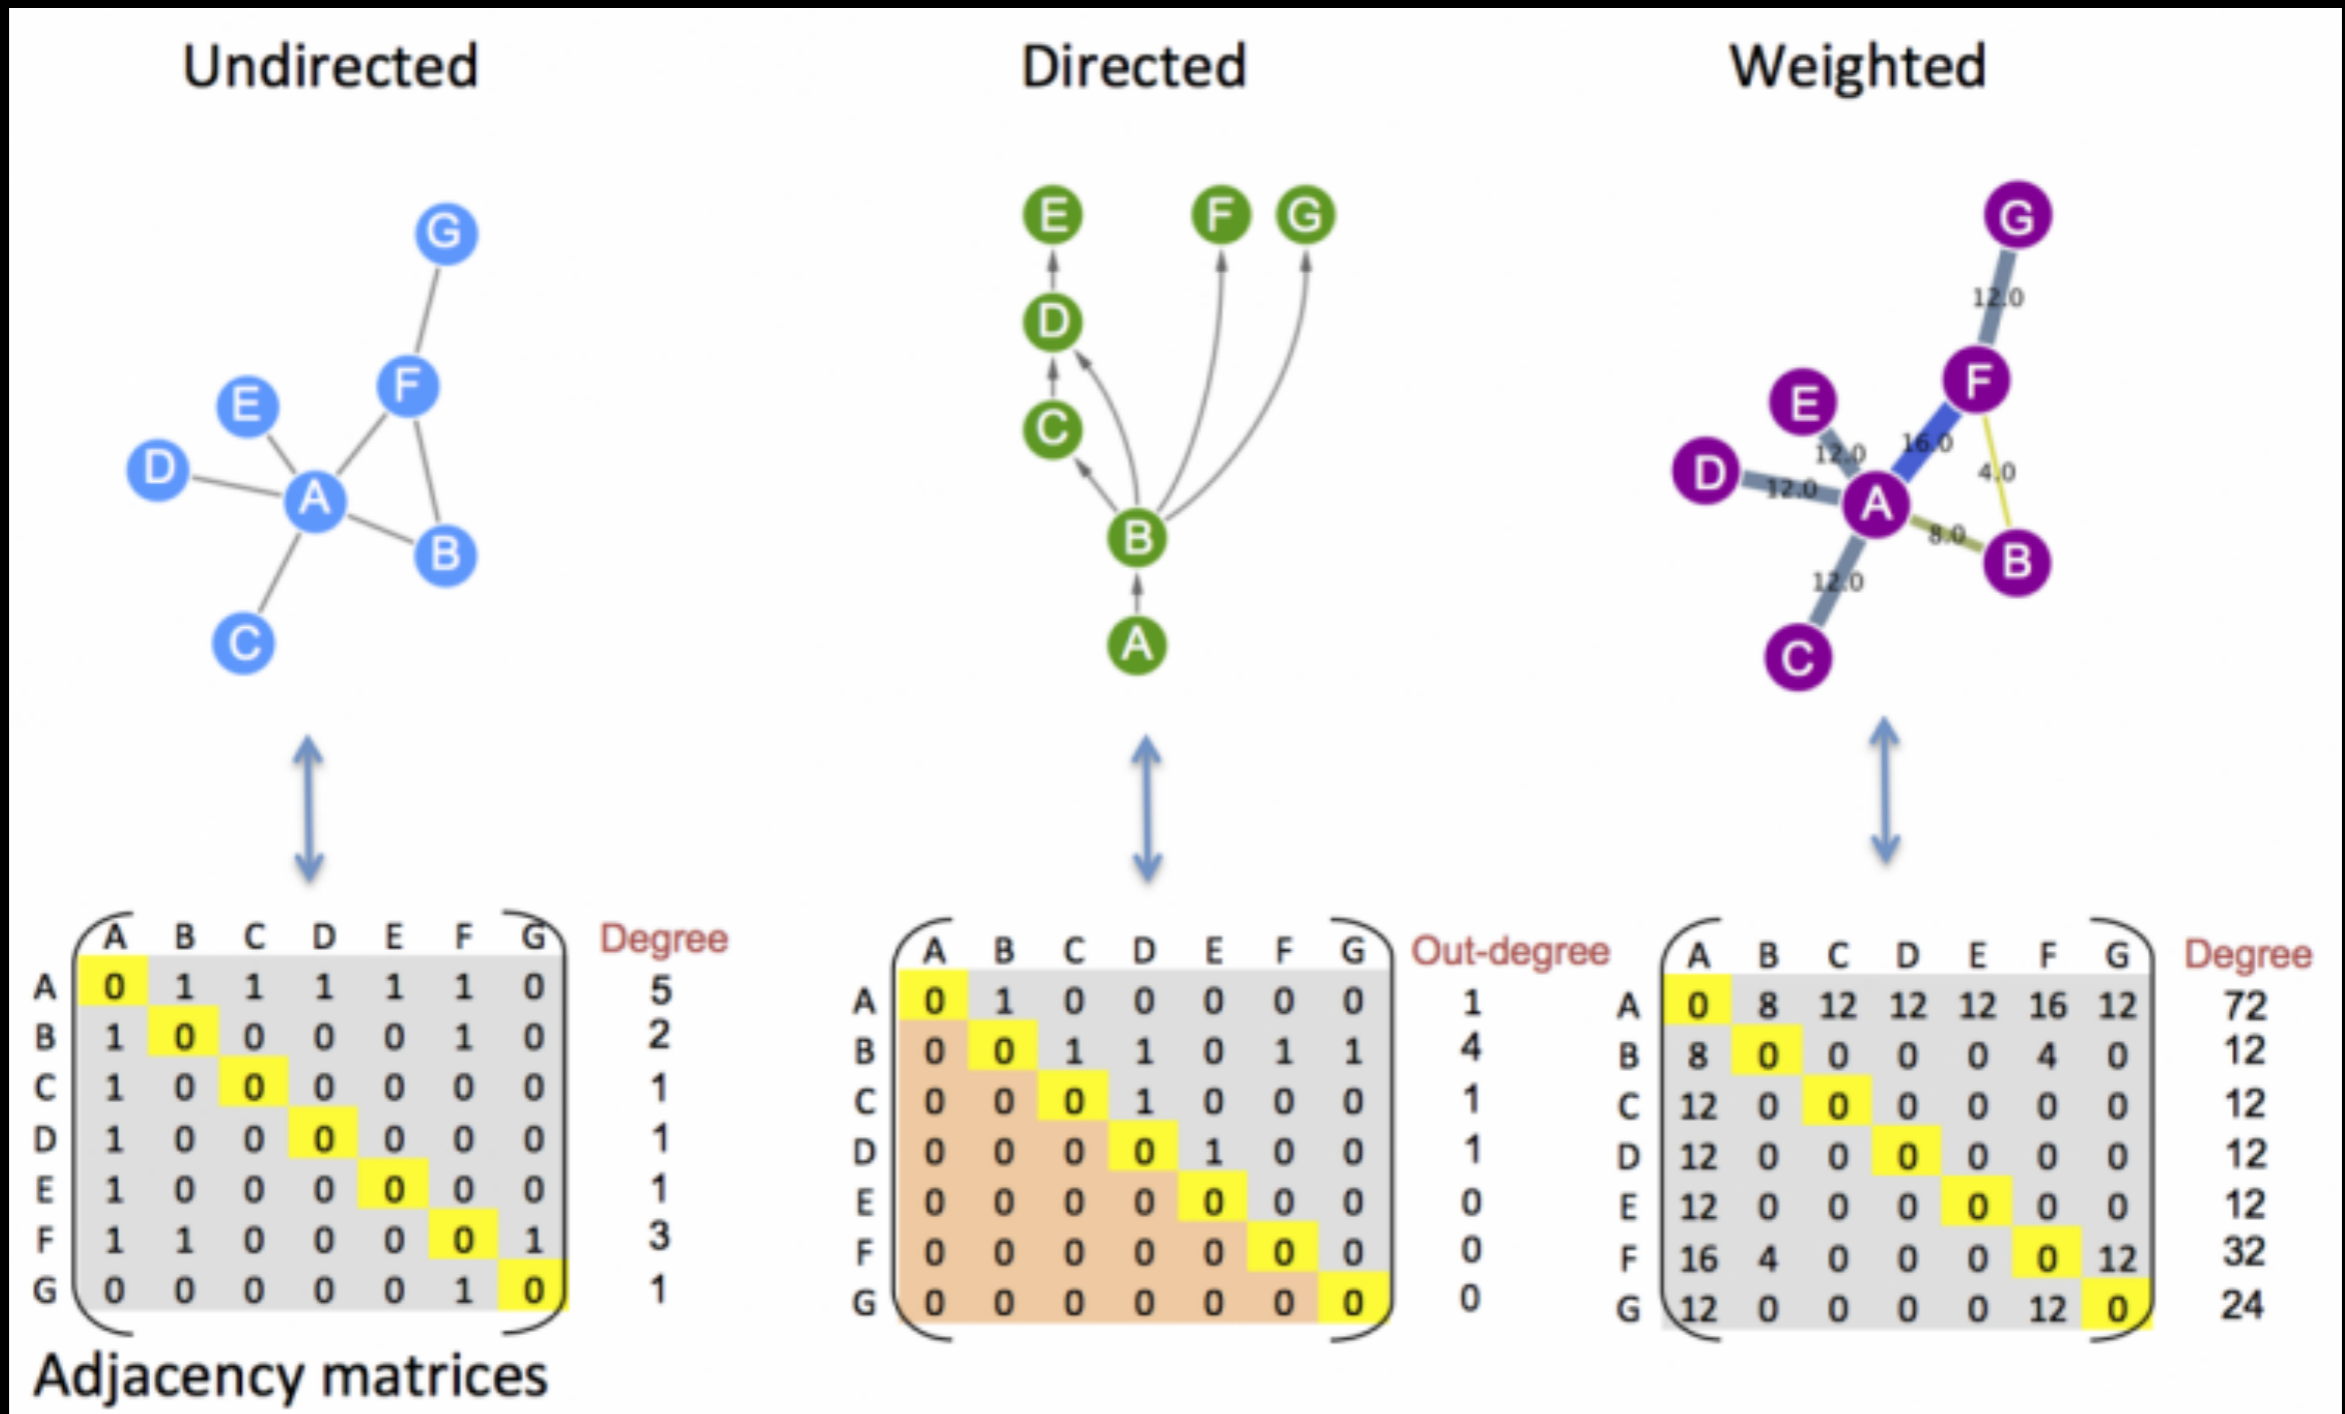 Undirected
Directed
Weighted
G
F
E
D
A
B
C
E
F
G
D
C
B
A
G
12.0
F
E
16.0
12.0
D
4.0
12.0
A
8.0
B
12.0
C
A B C D E F G Degree
A 0 1 1 1 1 1 0 5
B 1 0 0 0 0 1 0 2
C 1 0 0 0 0 0 0 1
D 1 0 0 0 0 0 0 1
E 1 0 0 0 0 0 0 1
F 1 1 0 0 0 0 1 3
G 0 0 0 0 0 1 0 1
Adjacency matrices
A B C D E F G Out-degree
A 0 1 0 0 0 0 0 1
B 0 0 1 1 0 1 1 4
C 0 0 0 1 0 0 0 1
D 0 0 0 0 1 0 0 1
E 0 0 0 0 0 0 0 0
F 0 0 0 0 0 0 0 0
G 0 0 0 0 0 0 0 0
A B C D E F G Degree
A 0 8 12 12 12 16 12 72
B 8 0 0 0 0 4 0 12
C 12 0 0 0 0 0 0 12
D 12 0 0 0 0 0 0 12
E 12 0 0 0 0 0 0 12
F 16 4 0 0 0 0 12 32
G 12 0 0 0 0 12 0 24